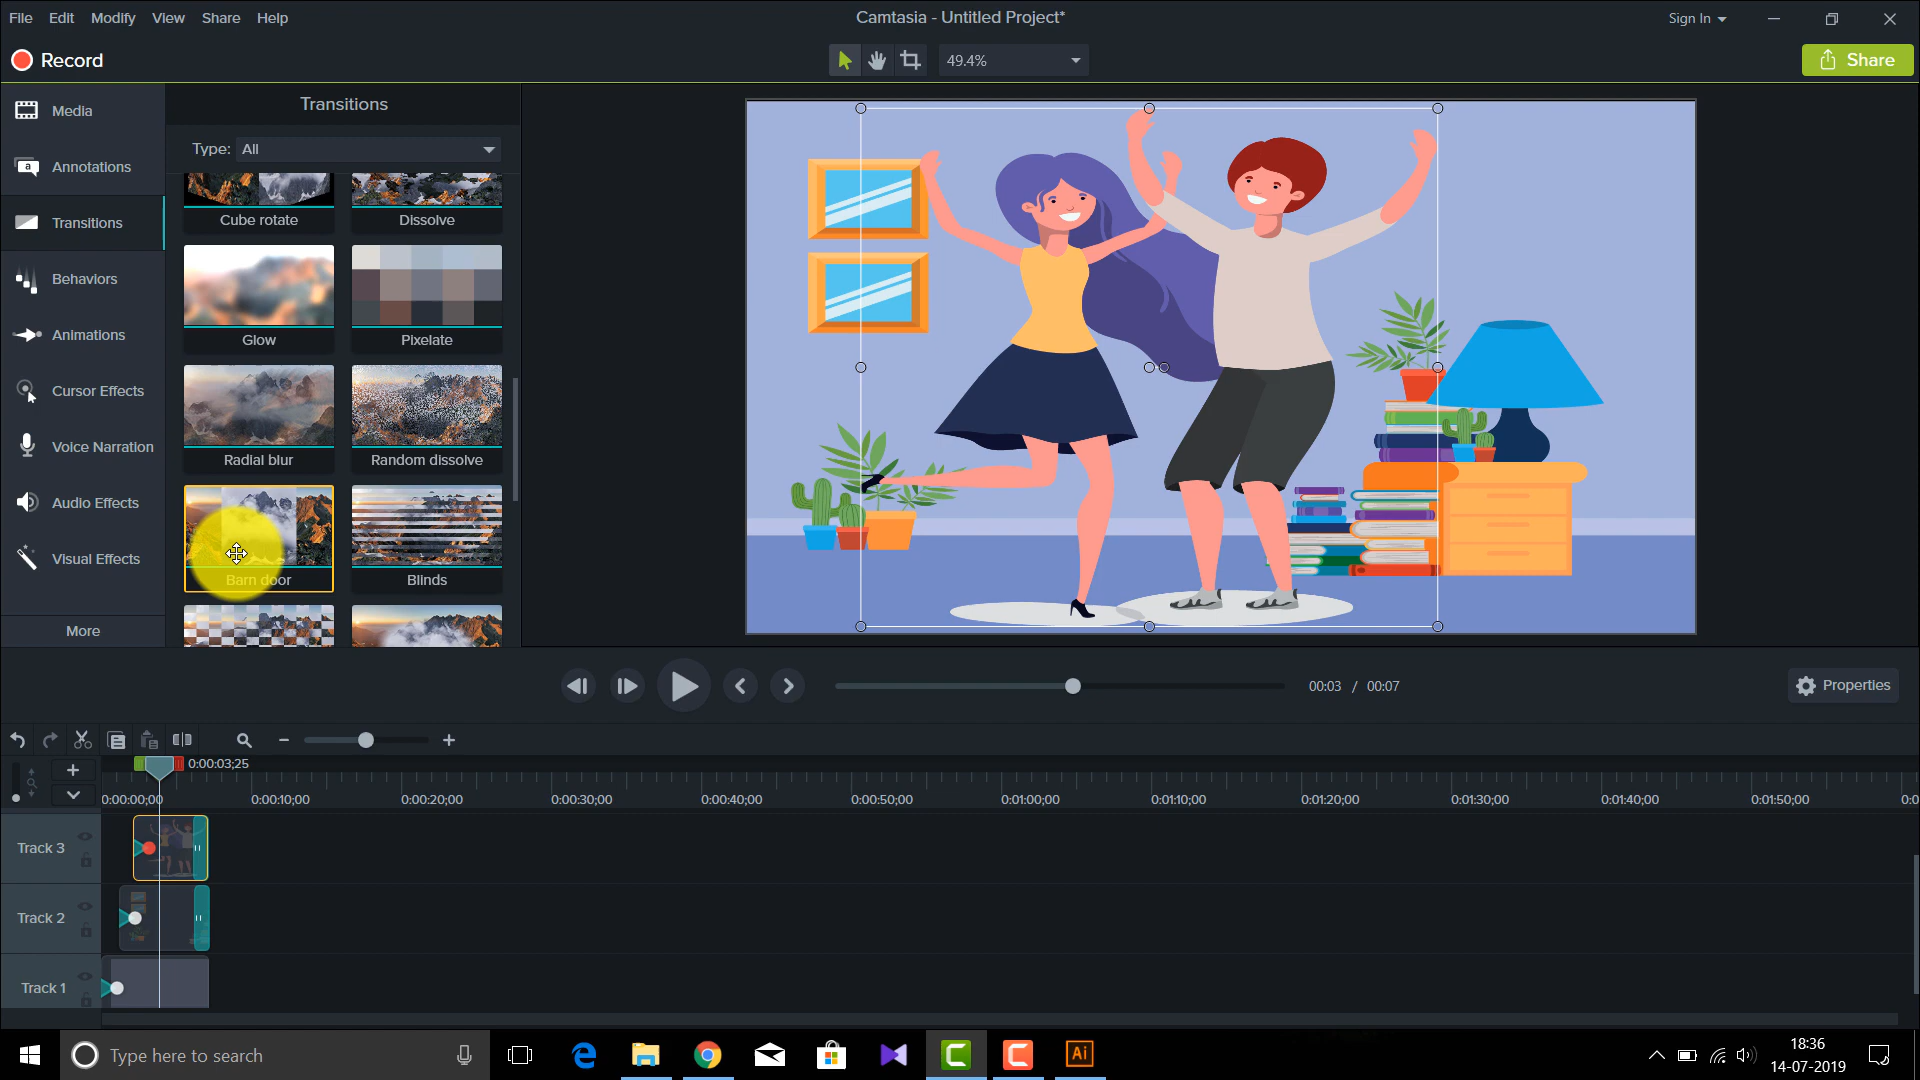 File Edit Modify View Share Help
Camtasia - Untitled Project*
Sign In
Record
49.4%
Share
Media
Annotations
Transitions
Behaviors
Animations
Cursor Effects
Voice Narration
Audio Effects
Visual Effects
More
Transitions
Type: All
Cube rotate
Dissolve
Glow
Pixelate
Radial blur
Random dissolve
Barn door
Blinds
00:03 / 00:07
Properties
0:00:03;25
0:00:00;00 0:00:10;00 0:00:20;00 0:00:30;00 0:00:40;00 0:00:50;00 0:01:00;00 0:01:10;00 0:01:20;00 0:01:30;00 0:01:40;00 0:01:50;00
Track 3
Track 2
Track 1
Type here to search
Ai
18:36
14-07-2019